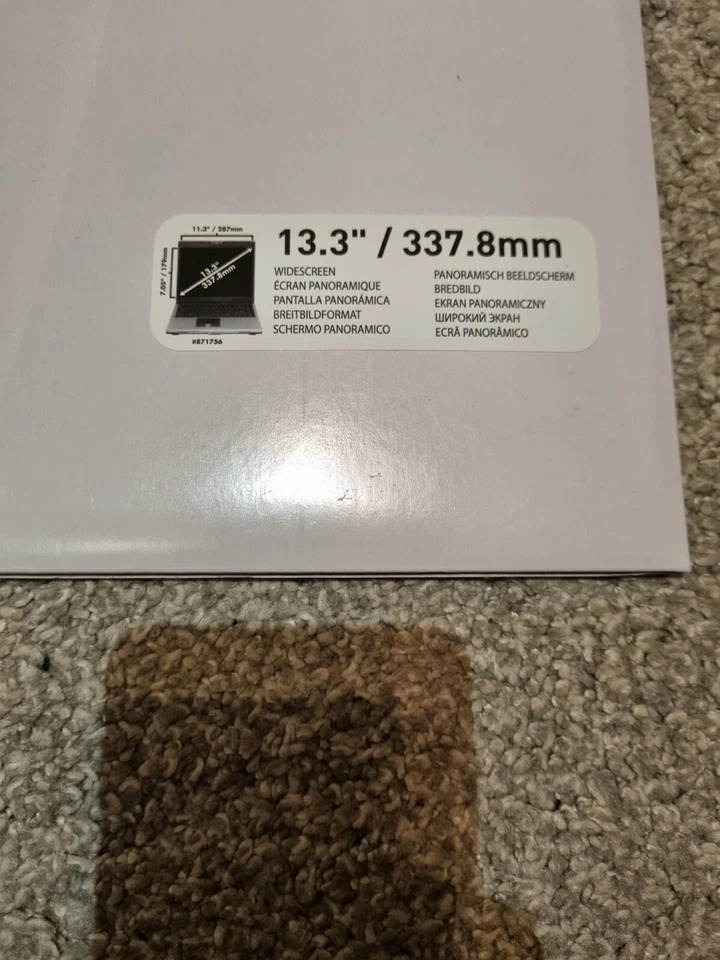 13.3" / 337.8mm
11.3" / 287mm
7.05" / 179mm
13.3"
337.8mm
#871756
WIDESCREEN
ÉCRAN PANORAMIQUE
PANTALLA PANORÁMICA
BREITBILDFORMAT
SCHERMO PANORAMICO
PANORAMISCH BEELDSCHERM
BREDBILD
EKRAN PANORAMICZNY
ШИРОКИЙ ЭКРАН
ECRÃ PANORÂMICO